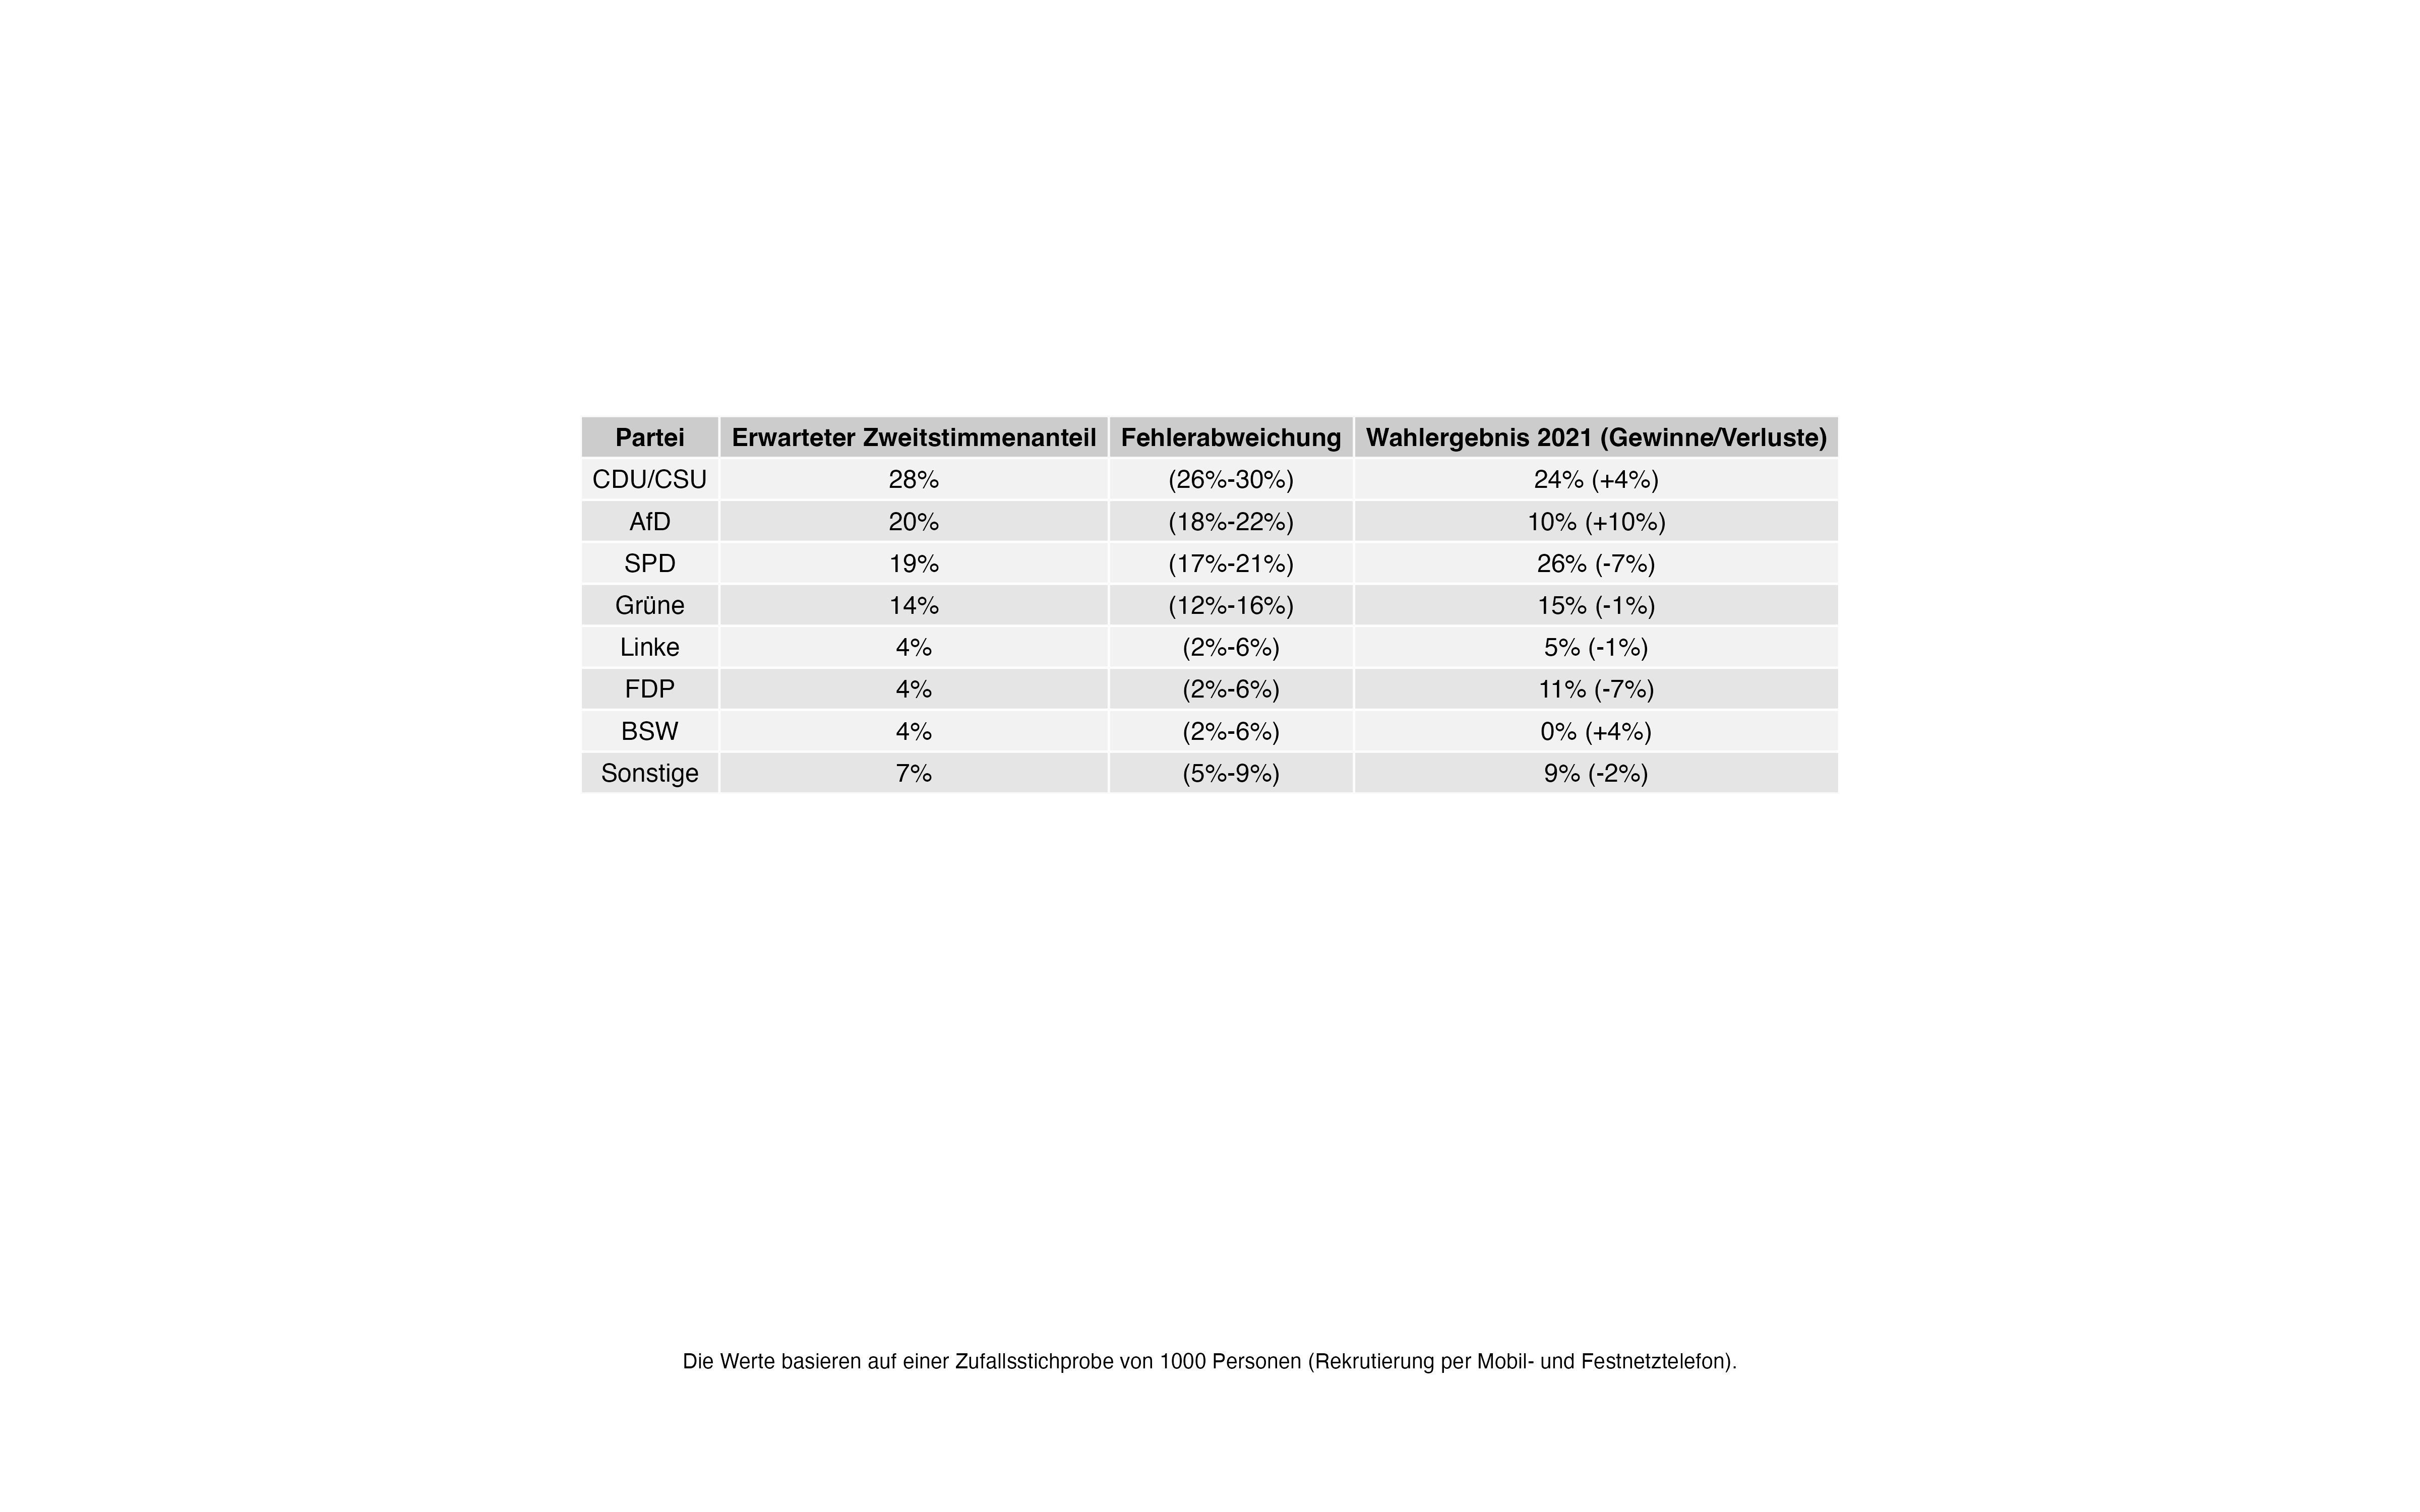 Partei Erwarteter Zweitstimmenanteil Fehlerabweichung Wahlergebnis 2021 (Gewinne/Verluste)
CDU/CSU 28% (26%-30%) 24% (+4%)
AfD 20% (18%-22%) 10% (+10%)
SPD 19% (17%-21%) 26% (-7%)
Grüne 14% (12%-16%) 15% (-1%)
Linke 4% (2%-6%) 5% (-1%)
FDP 4% (2%-6%) 11% (-7%)
BSW 4% (2%-6%) 0% (+4%)
Sonstige 7% (5%-9%) 9% (-2%)
Die Werte basieren auf einer Zufallsstichprobe von 1000 Personen (Rekrutierung per Mobil- und Festnetztelefon).